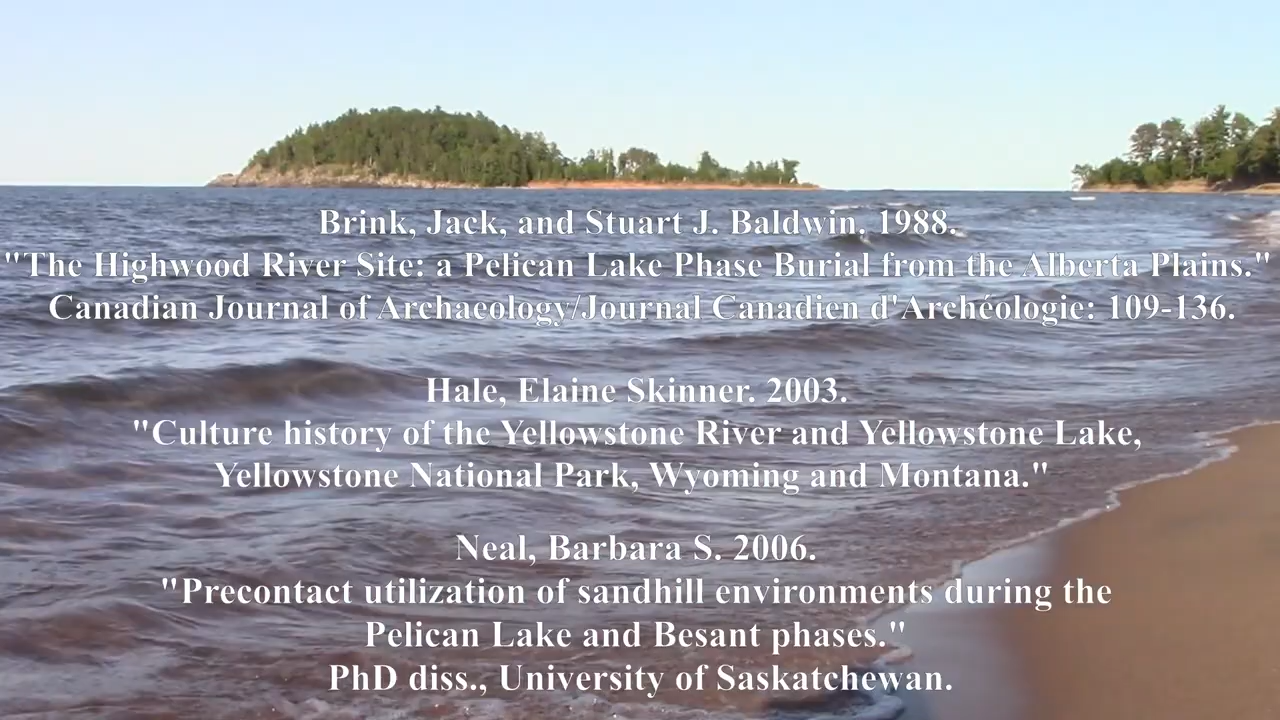 Brink, Jack, and Stuart J. Baldwin. 1988.
"The Highwood River Site: a Pelican Lake Phase Burial from the Alberta Plains."
Canadian Journal of Archaeology/Journal Canadien d'Archéologie: 109-136.
Hale, Elaine Skinner. 2003.
"Culture history of the Yellowstone River and Yellowstone Lake,
Yellowstone National Park, Wyoming and Montana."
Neal, Barbara S. 2006.
"Precontact utilization of sandhill environments during the
Pelican Lake and Besant phases."
PhD diss., University of Saskatchewan.